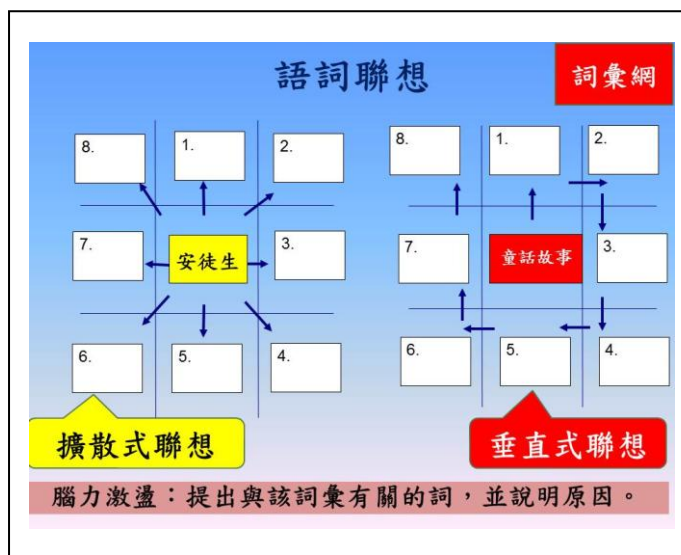 語詞聯想
詞彙網
8.
1.
2.
7.
安徒生
3.
6.
5.
4.
擴散式聯想
8.
1.
2.
7.
童話故事
3.
6.
5.
4.
垂直式聯想
腦力激盪：提出與該詞彙有關的詞，並說明原因。